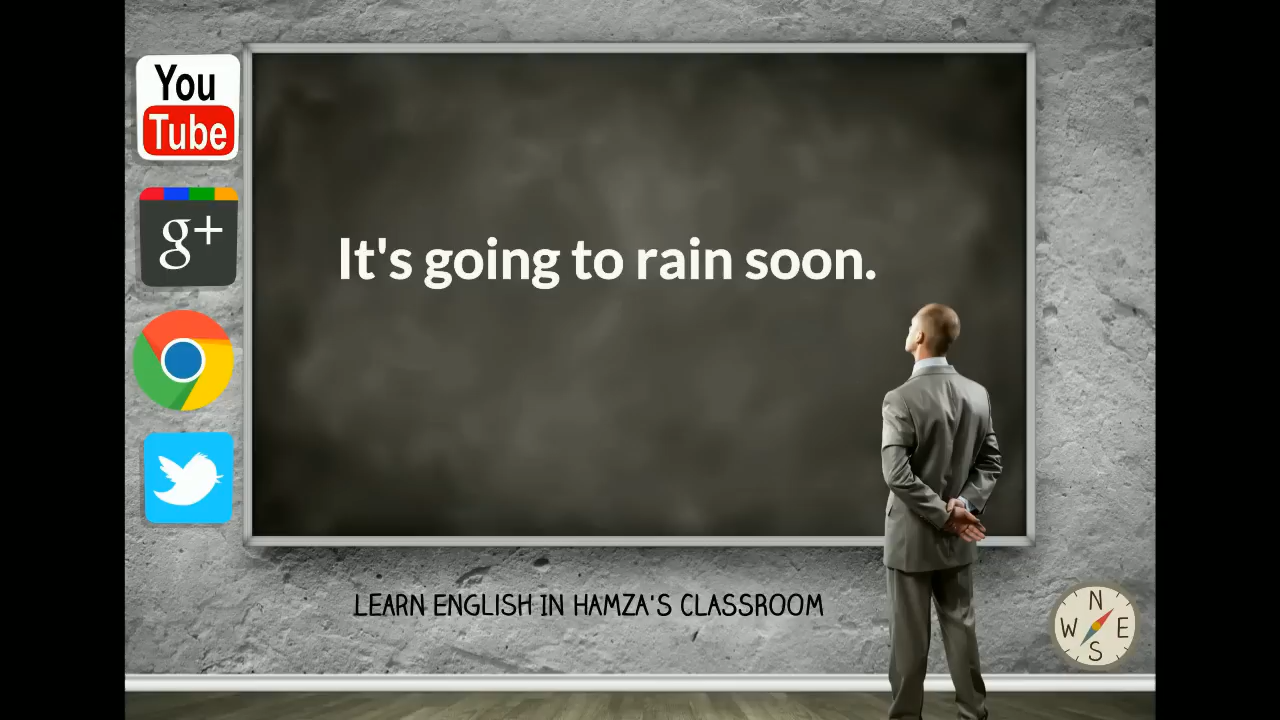 You
Tube
g+
It's going to rain soon.
LEARN ENGLISH IN HAMZA'S CLASSROOM
N
W E
S